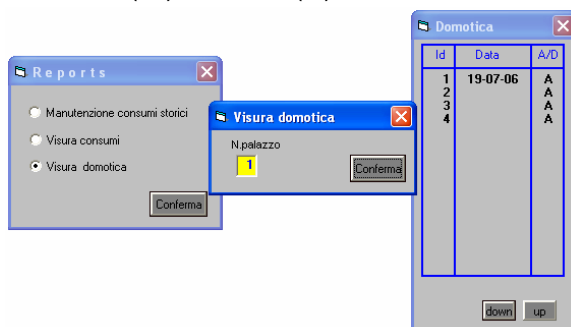 Reports
Manutenzione consumi storici
Visura consumi
Visura domotica
Conferma
Visura domotica
N.palazzo
1
Conferma
Domotica
Id Data A/D
1 19-07-06 A
2 A
3 A
4 A
down up